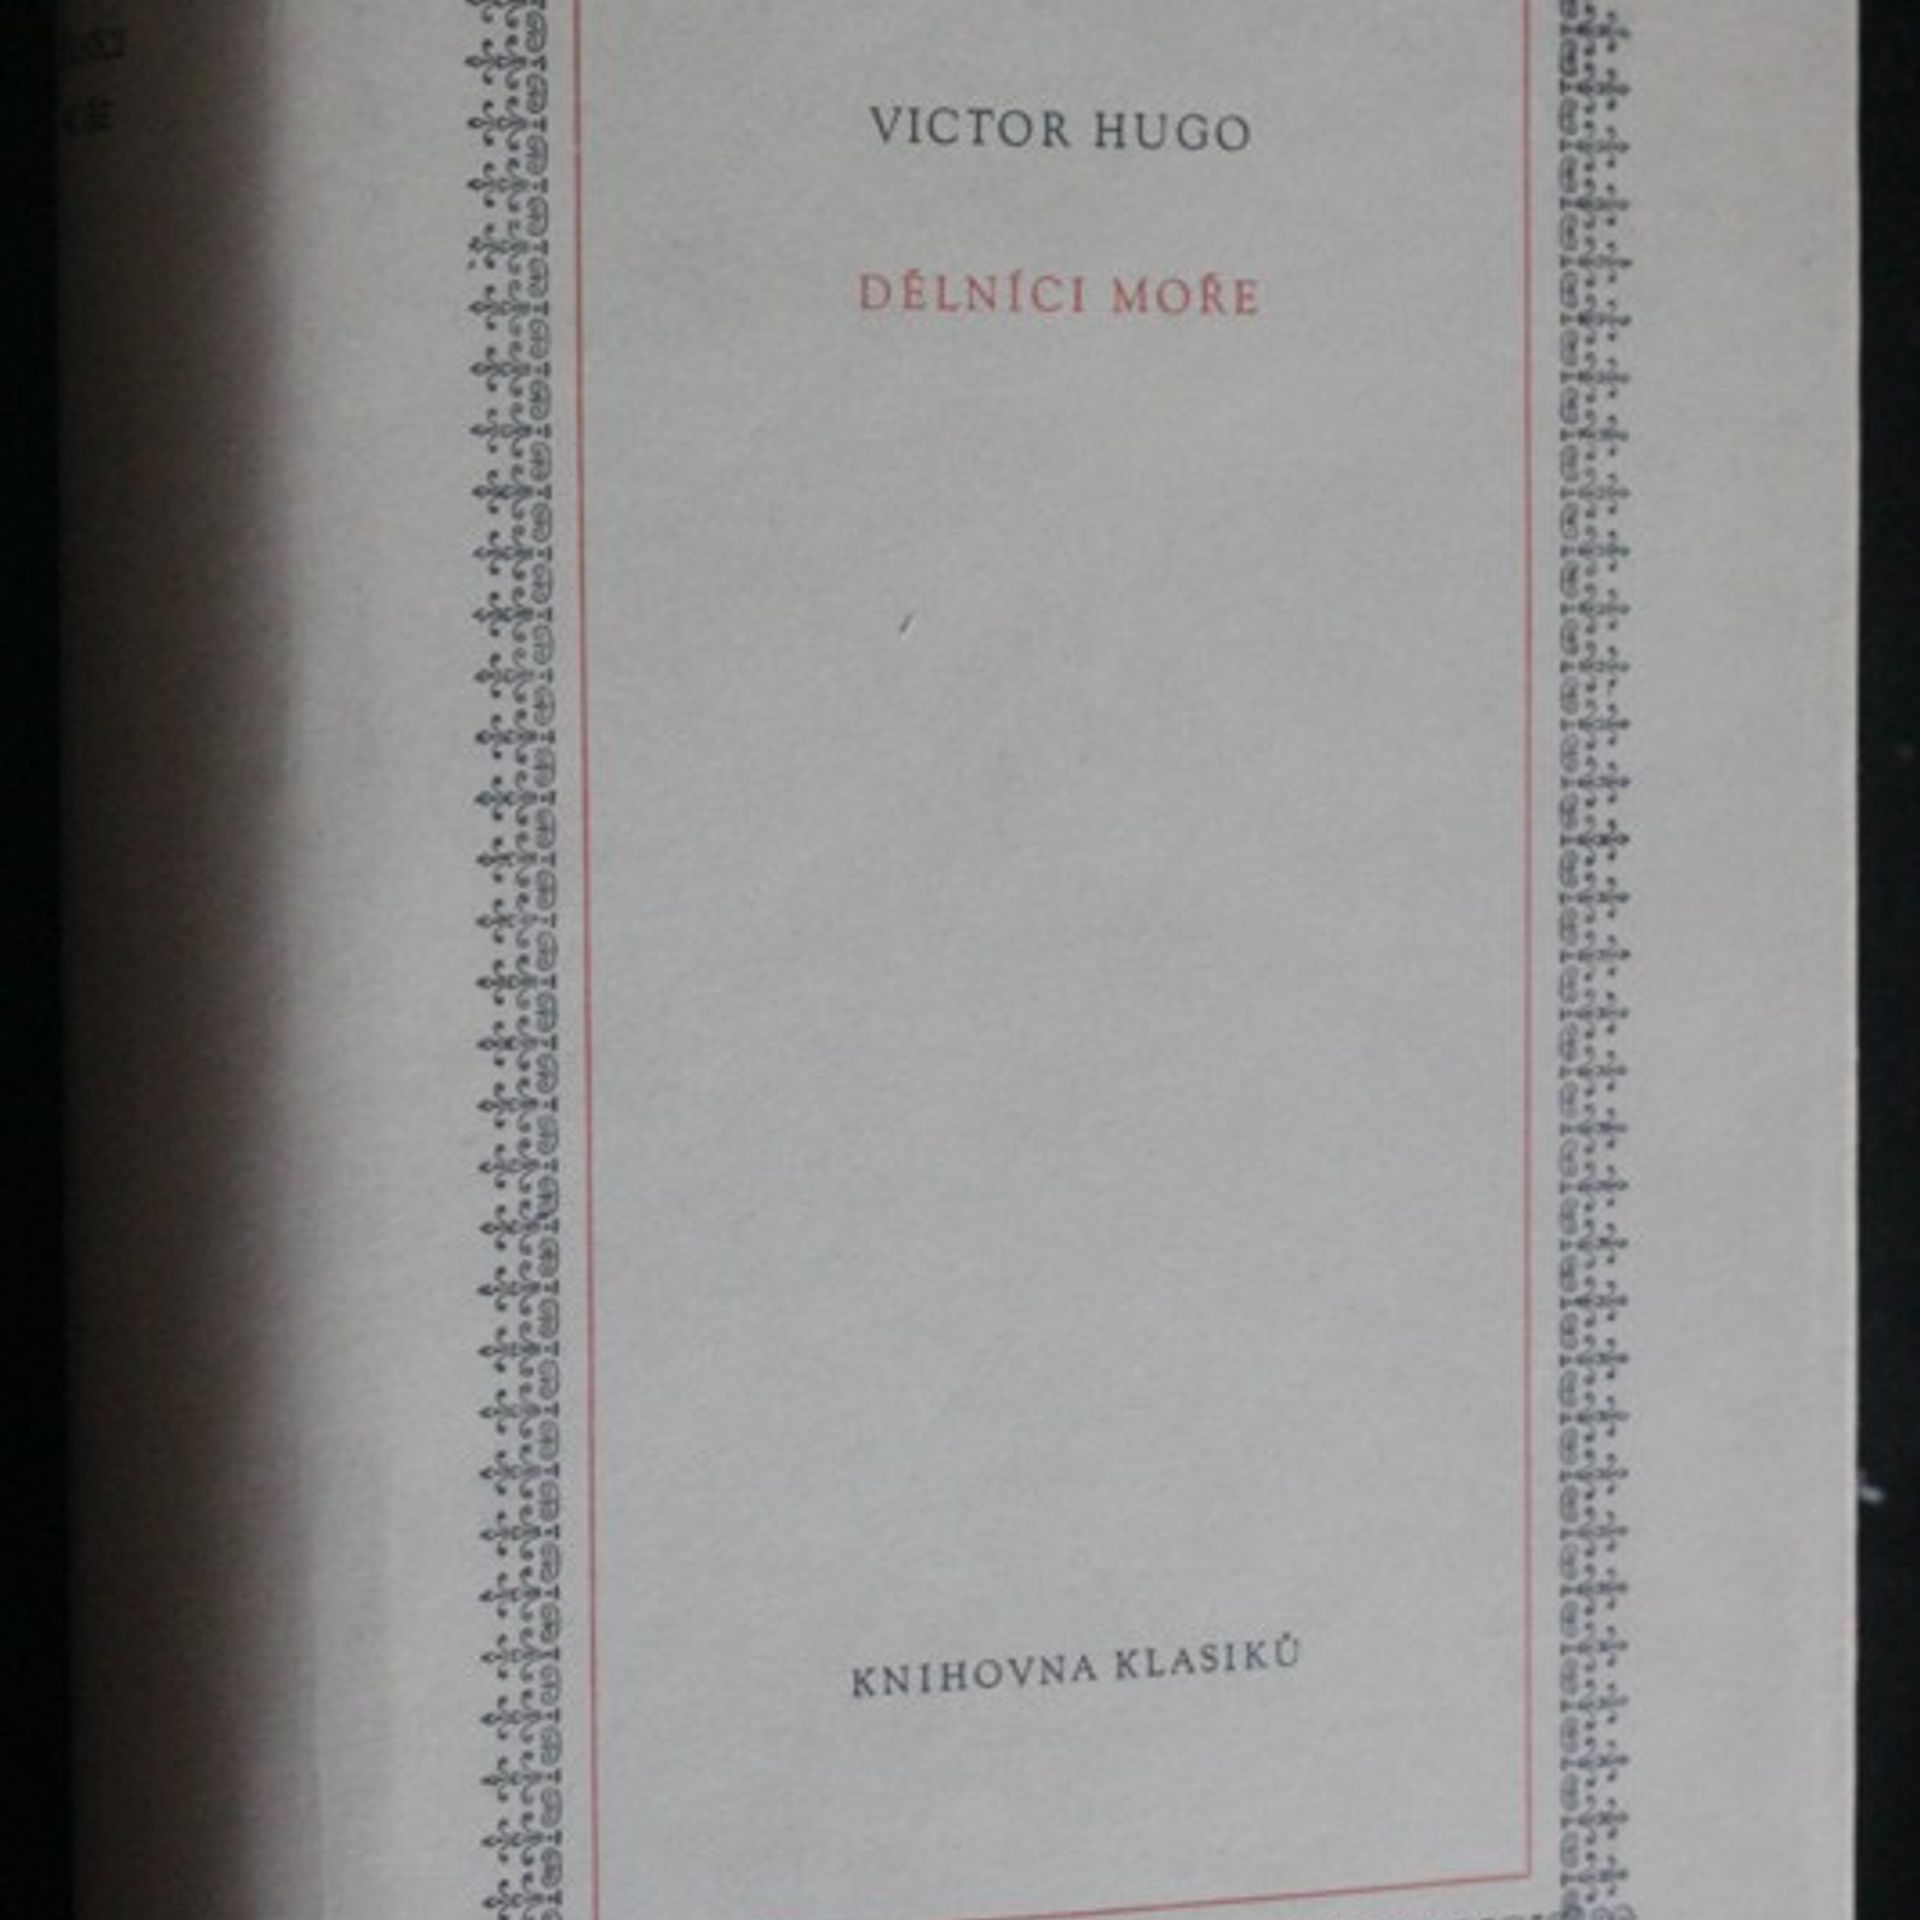 VICTOR HUGO
DĚLNÍCI MOŘE
KNIHOVNA KLASIKŮ